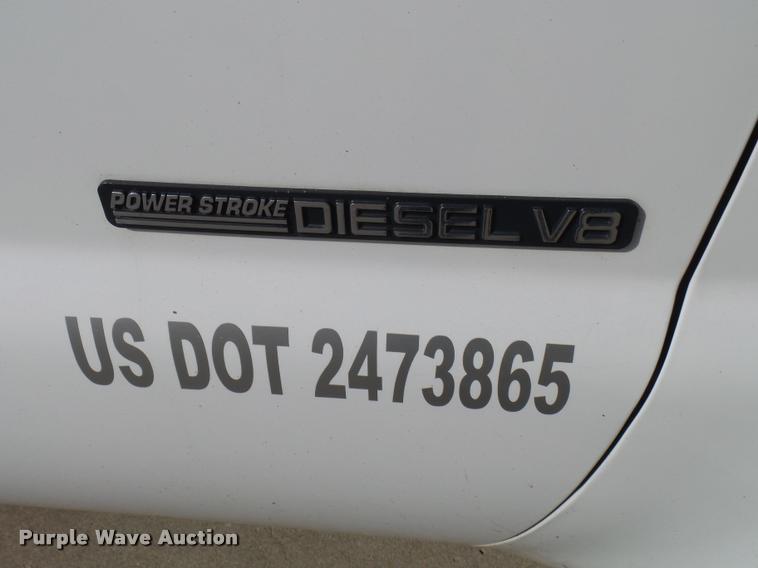 POWER STROKE DIESEL V8
US DOT 2473865
Purple Wave Auction